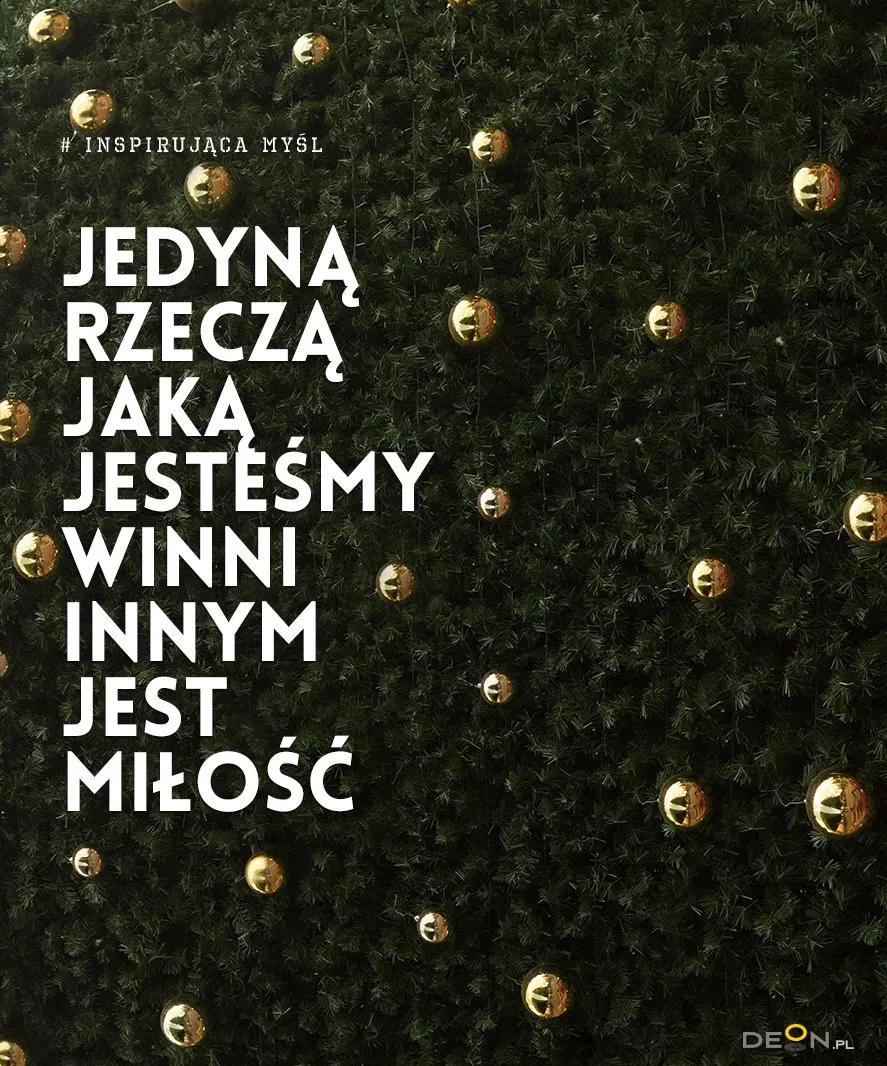 # INSPIRUJĄCA MYŚL
JEDYNĄ
RZECZĄ
JAKĄ
JESTEŚMY
WINNI
INNYM
JEST
MIŁOŚĆ
DEON.PL